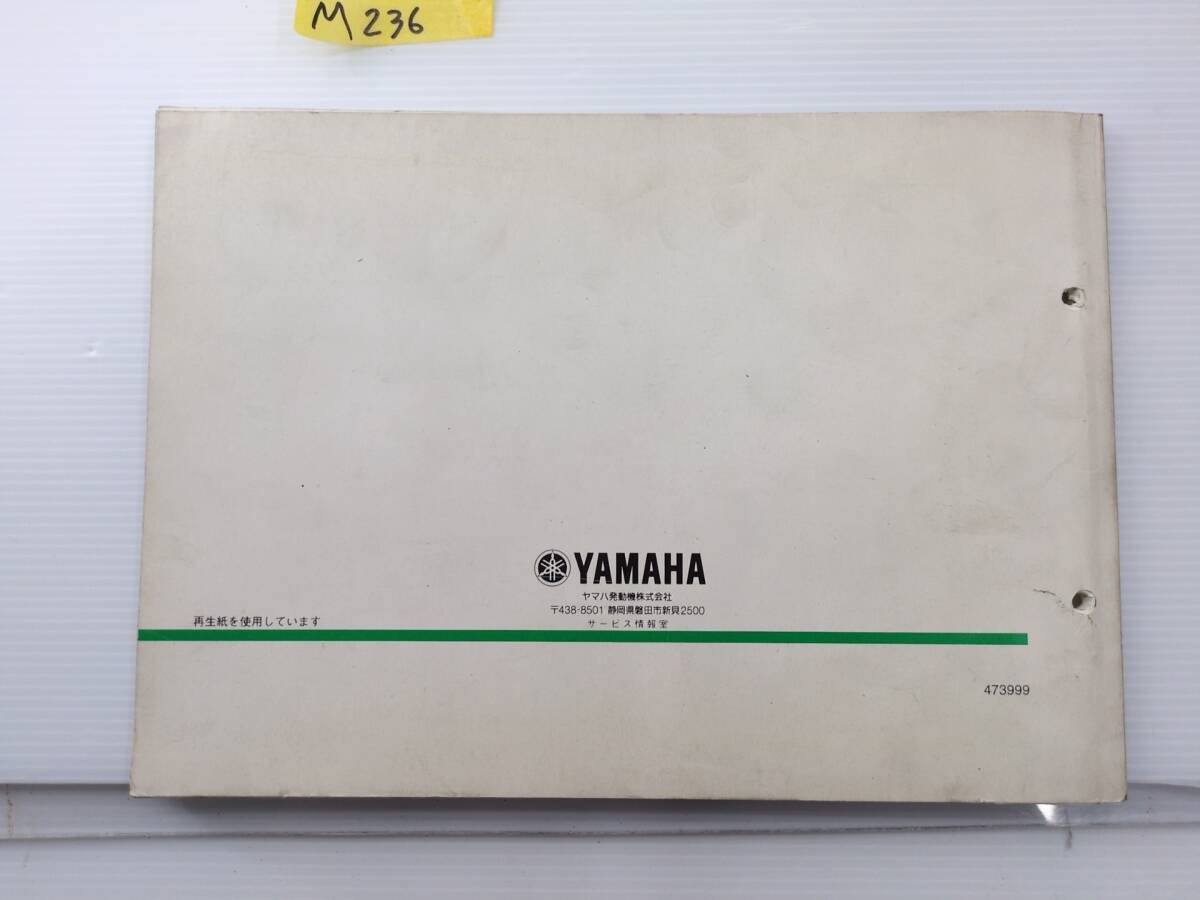 M236
YAMAHA
ヤマハ発動機株式会社
〒438-8501 静岡県磐田市新貝2500
サービス情報室
再生紙を使用しています
473999